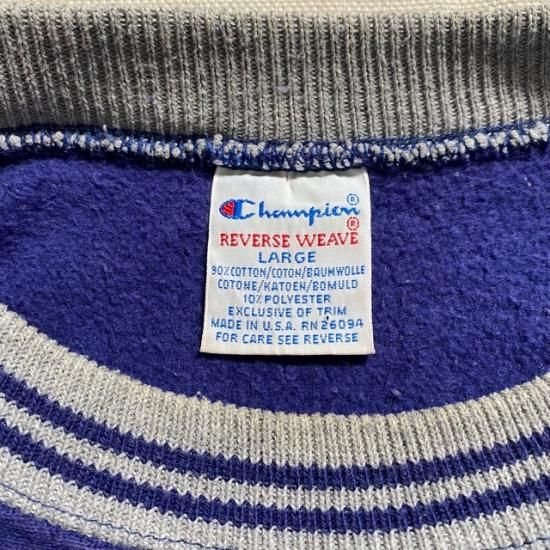 Champion®
REVERSE WEAVE®
LARGE
90% COTTON/COTON/BAUMWOLLE
COTONE/KATOEN/BOMULD
10% POLYESTER
EXCLUSIVE OF TRIM
MADE IN U.S.A. RN 26094
FOR CARE SEE REVERSE